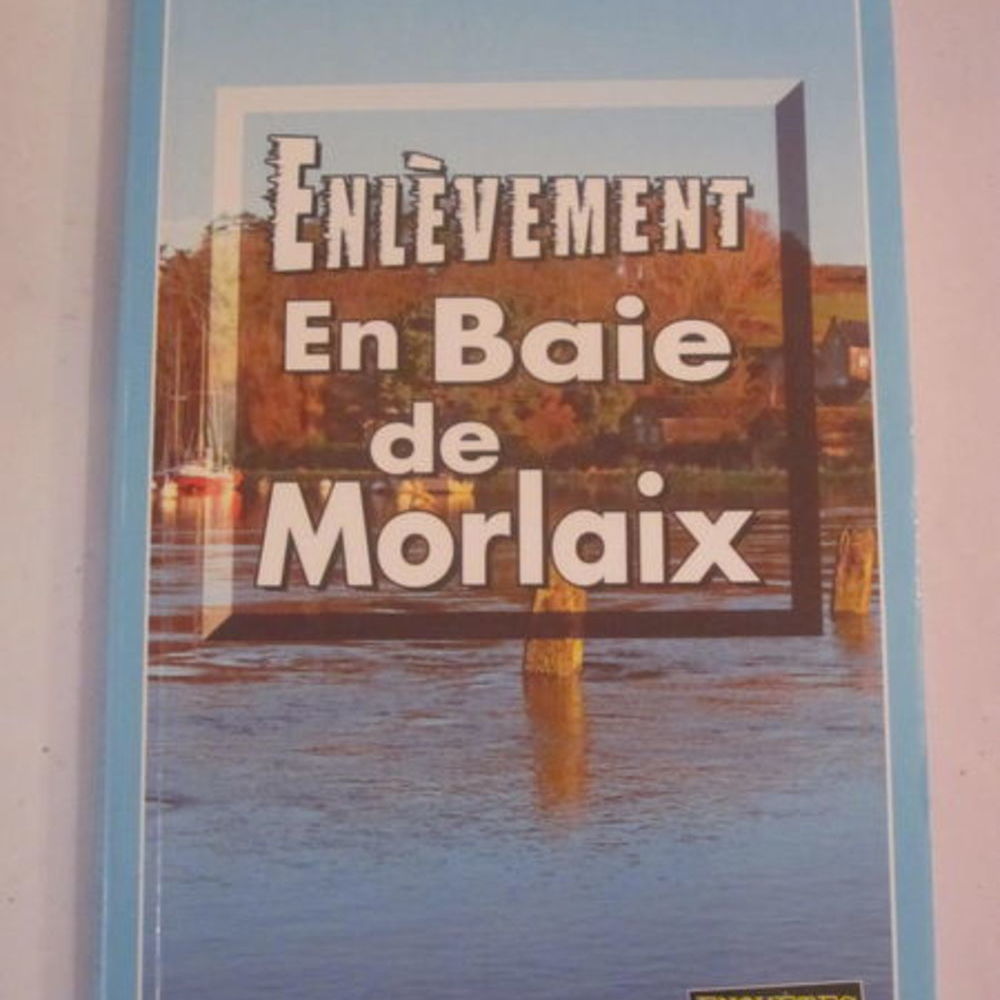 ENLÈVEMENT
En Baie
de
Morlaix